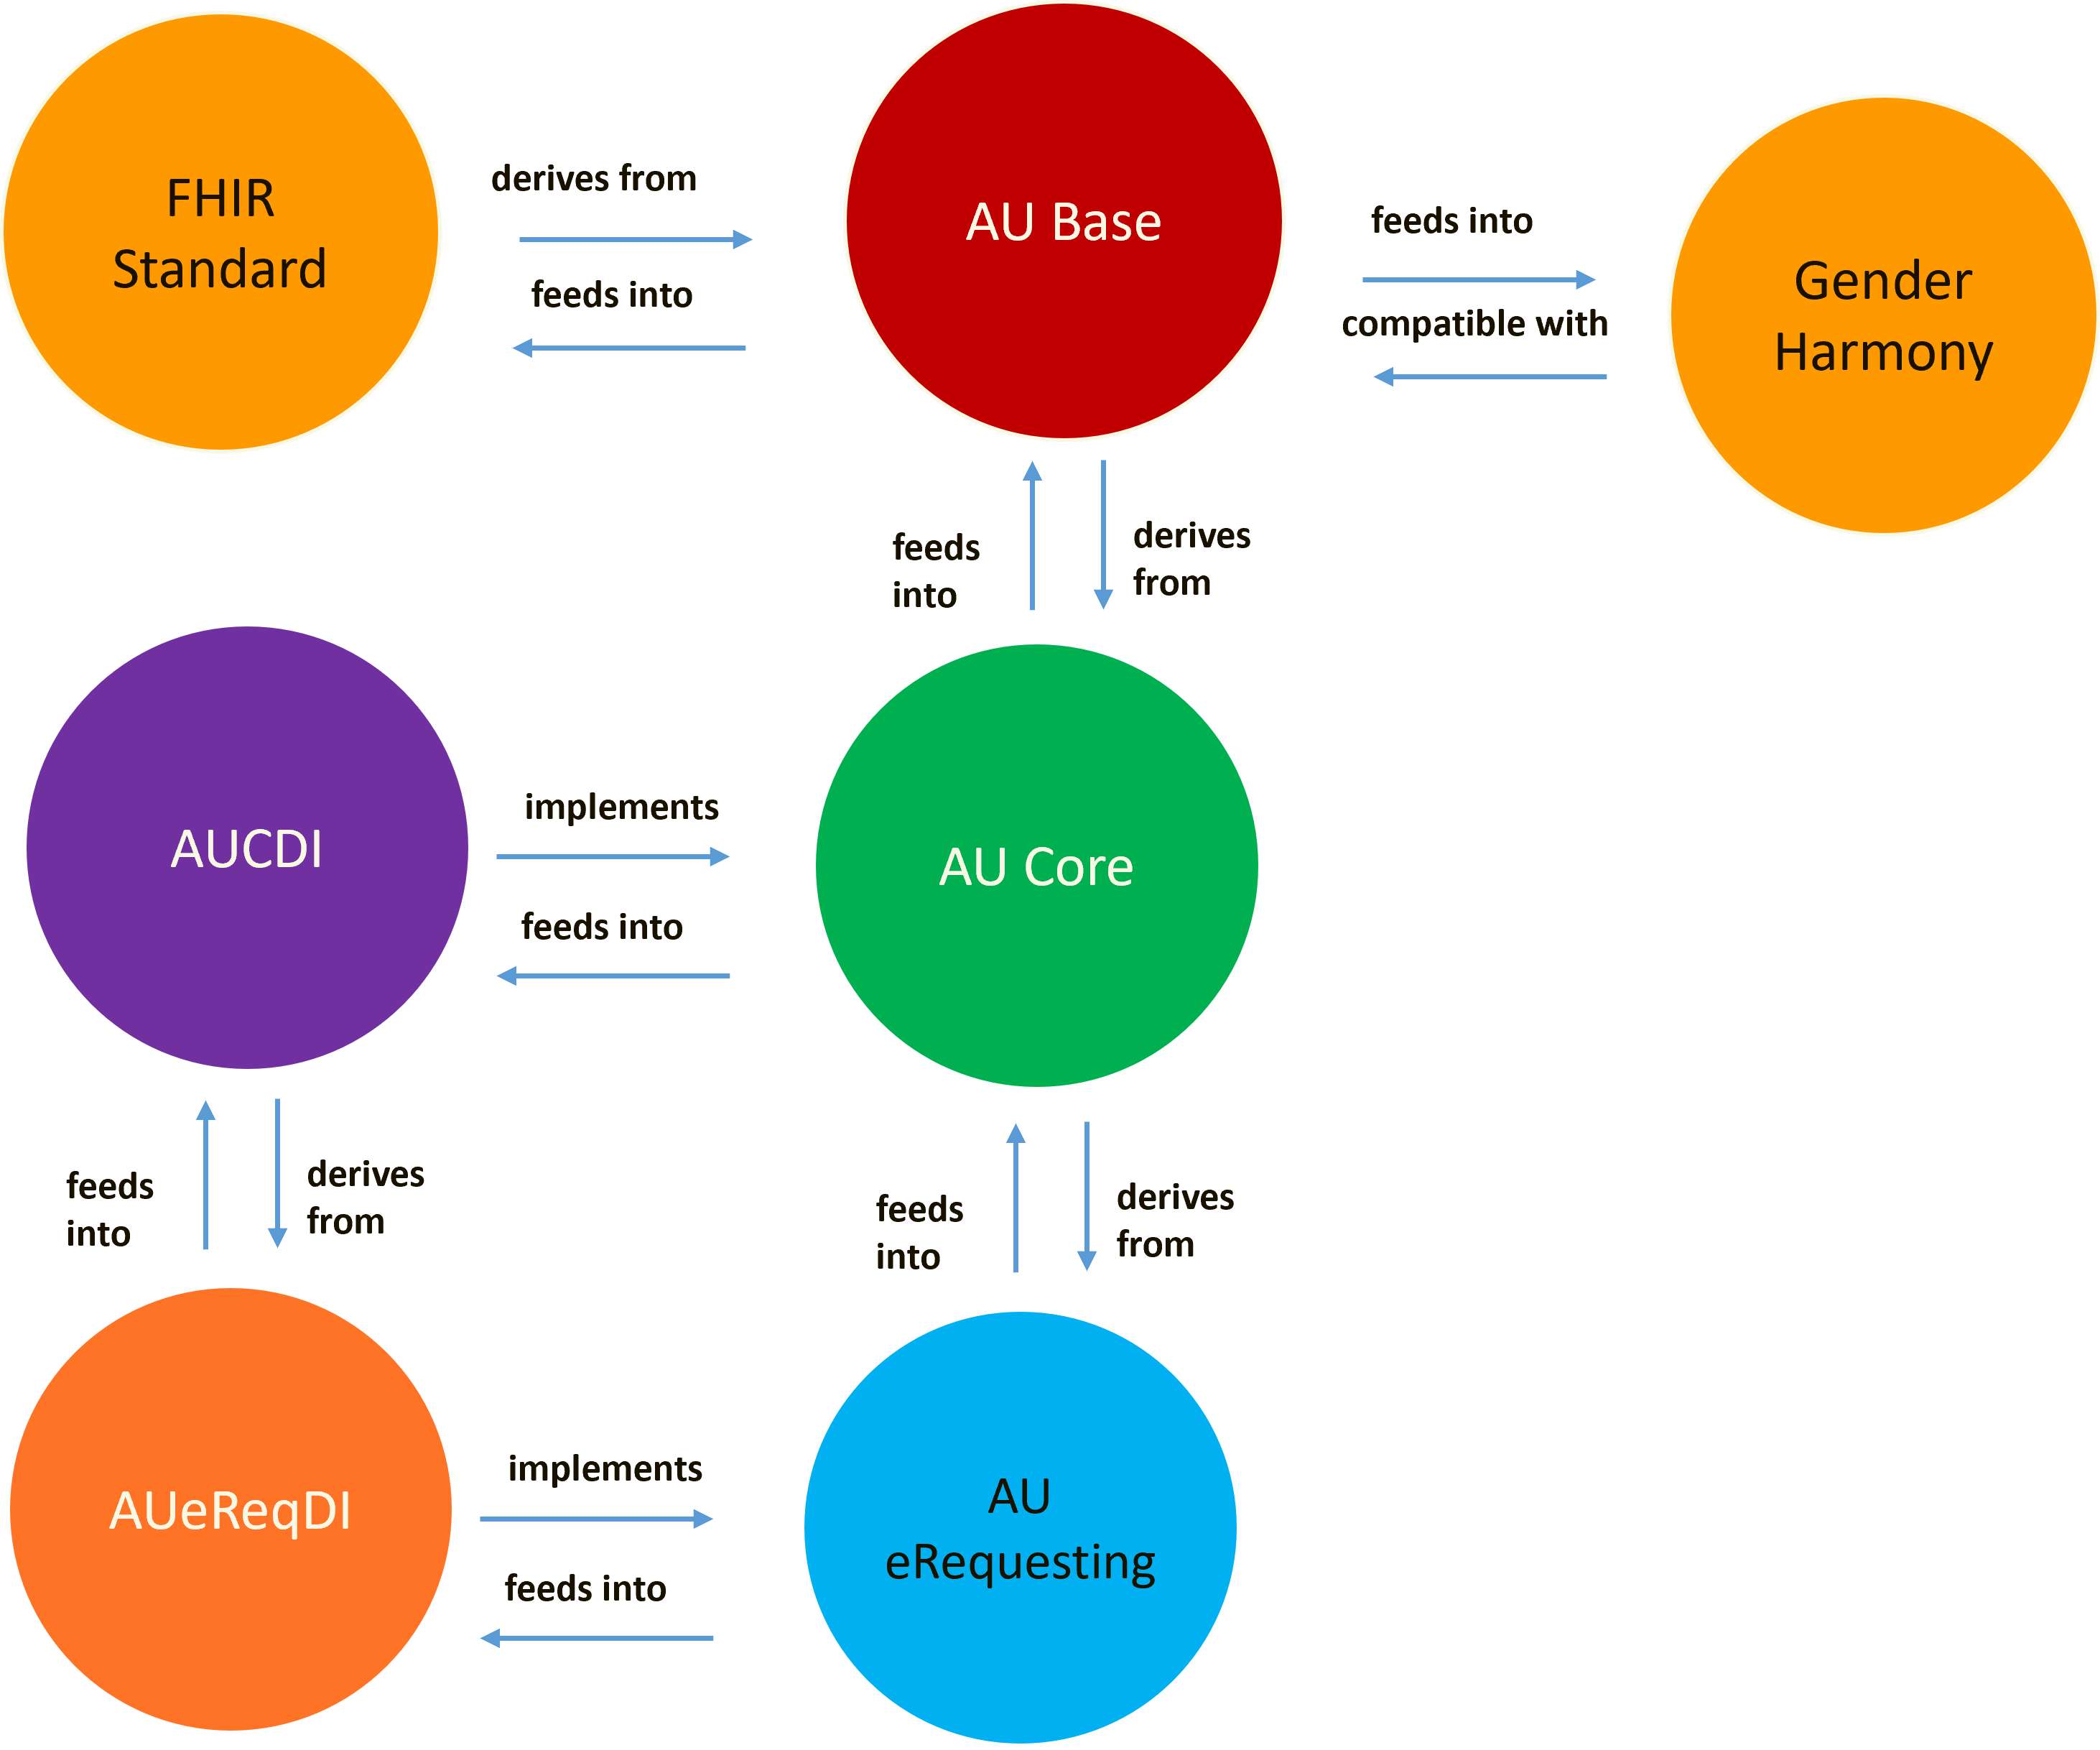 FHIR
Standard
derives from
feeds into
AU Base
feeds into
compatible with
Gender
Harmony
feeds
into
derives
from
AUCDI
implements
feeds into
AU Core
feeds
into
derives
from
feeds
into
derives
from
AUeReqDI
implements
feeds into
AU
eRequesting